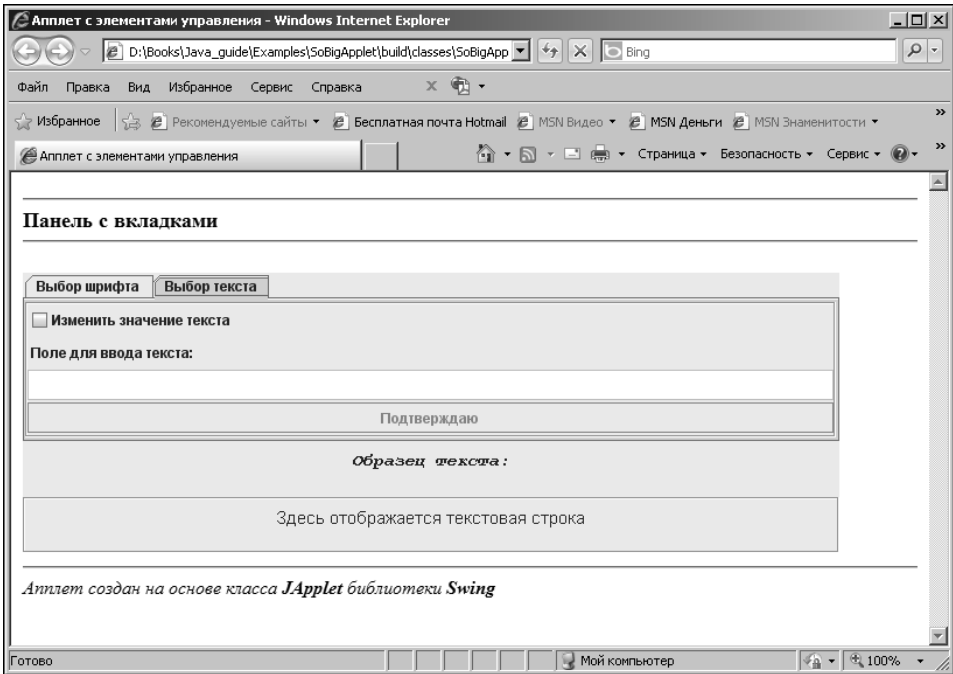 Апплет с элементами управления - Windows Internet Explorer
D:\Books\Java_guide\Examples\SoBigApplet\build\classes\SoBigApp
Bing
Файл Правка Вид Избранное Сервис Справка
Избранное Рекомендуемые сайты Бесплатная почта Hotmail MSN Видео MSN Деньги MSN Знаменитости
Апплет с элементами управления
Страница Безопасность Сервис
Панель с вкладками
Выбор шрифта Выбор текста
Изменить значение текста
Поле для ввода текста:
Подтверждаю
Образец текста:
Здесь отображается текстовая строка
Апплет создан на основе класса JApplet библиотеки Swing
Готово
Мой компьютер
100%